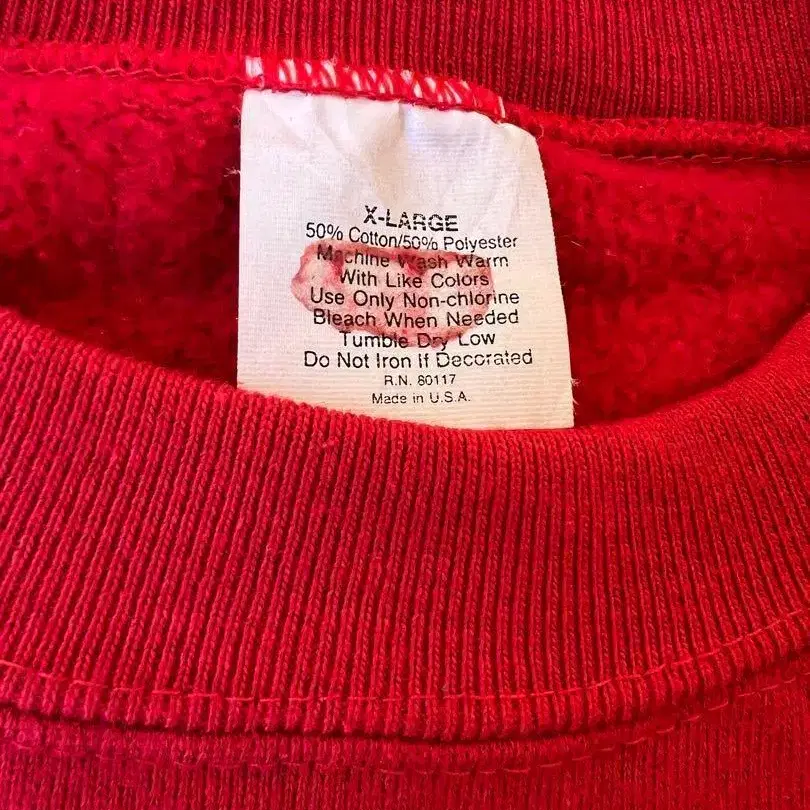 X-LARGE
50% Cotton/50% Polyester
Machine Wash Warm
With Like Colors
Use Only Non-chlorine
Bleach When Needed
Tumble Dry Low
Do Not Iron If Decorated
R.N. 80117
Made in U.S.A.